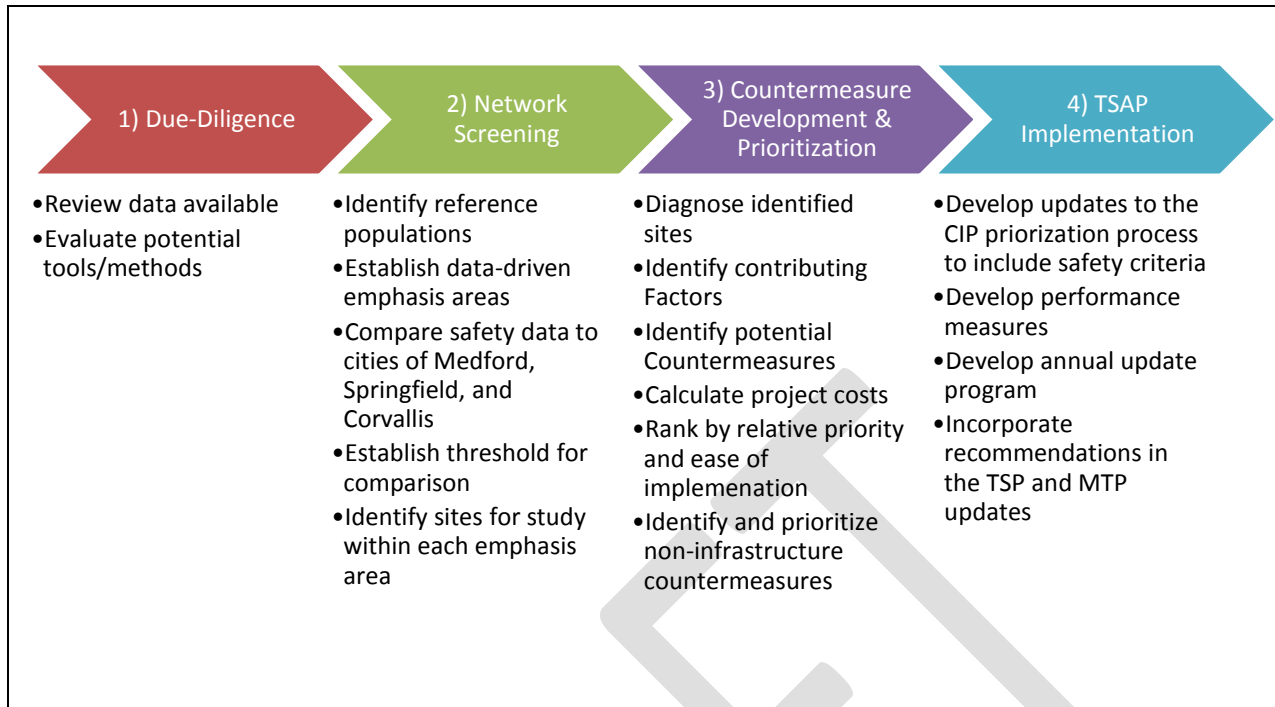 1) Due-Diligence
•Review data available
•Evaluate potential
tools/methods
2) Network
Screening
•Identify reference
populations
•Establish data-driven
emphasis areas
•Compare safety data to
cities of Medford,
Springfield, and
Corvallis
•Establish threshold for
comparison
•Identify sites for study
within each emphasis
area
3) Countermeasure
Development &
Prioritization
•Diagnose identified
sites
•Identify contributing
Factors
•Identify potential
Countermeasures
•Calculate project costs
•Rank by relative priority
and ease of
implemenation
•Identify and prioritize
non-infrastructure
countermeasures
4) TSAP
Implementation
•Develop updates to the
CIP priorization process
to include safety criteria
•Develop performance
measures
•Develop annual update
program
•Incorporate
recommendations in
the TSP and MTP
updates